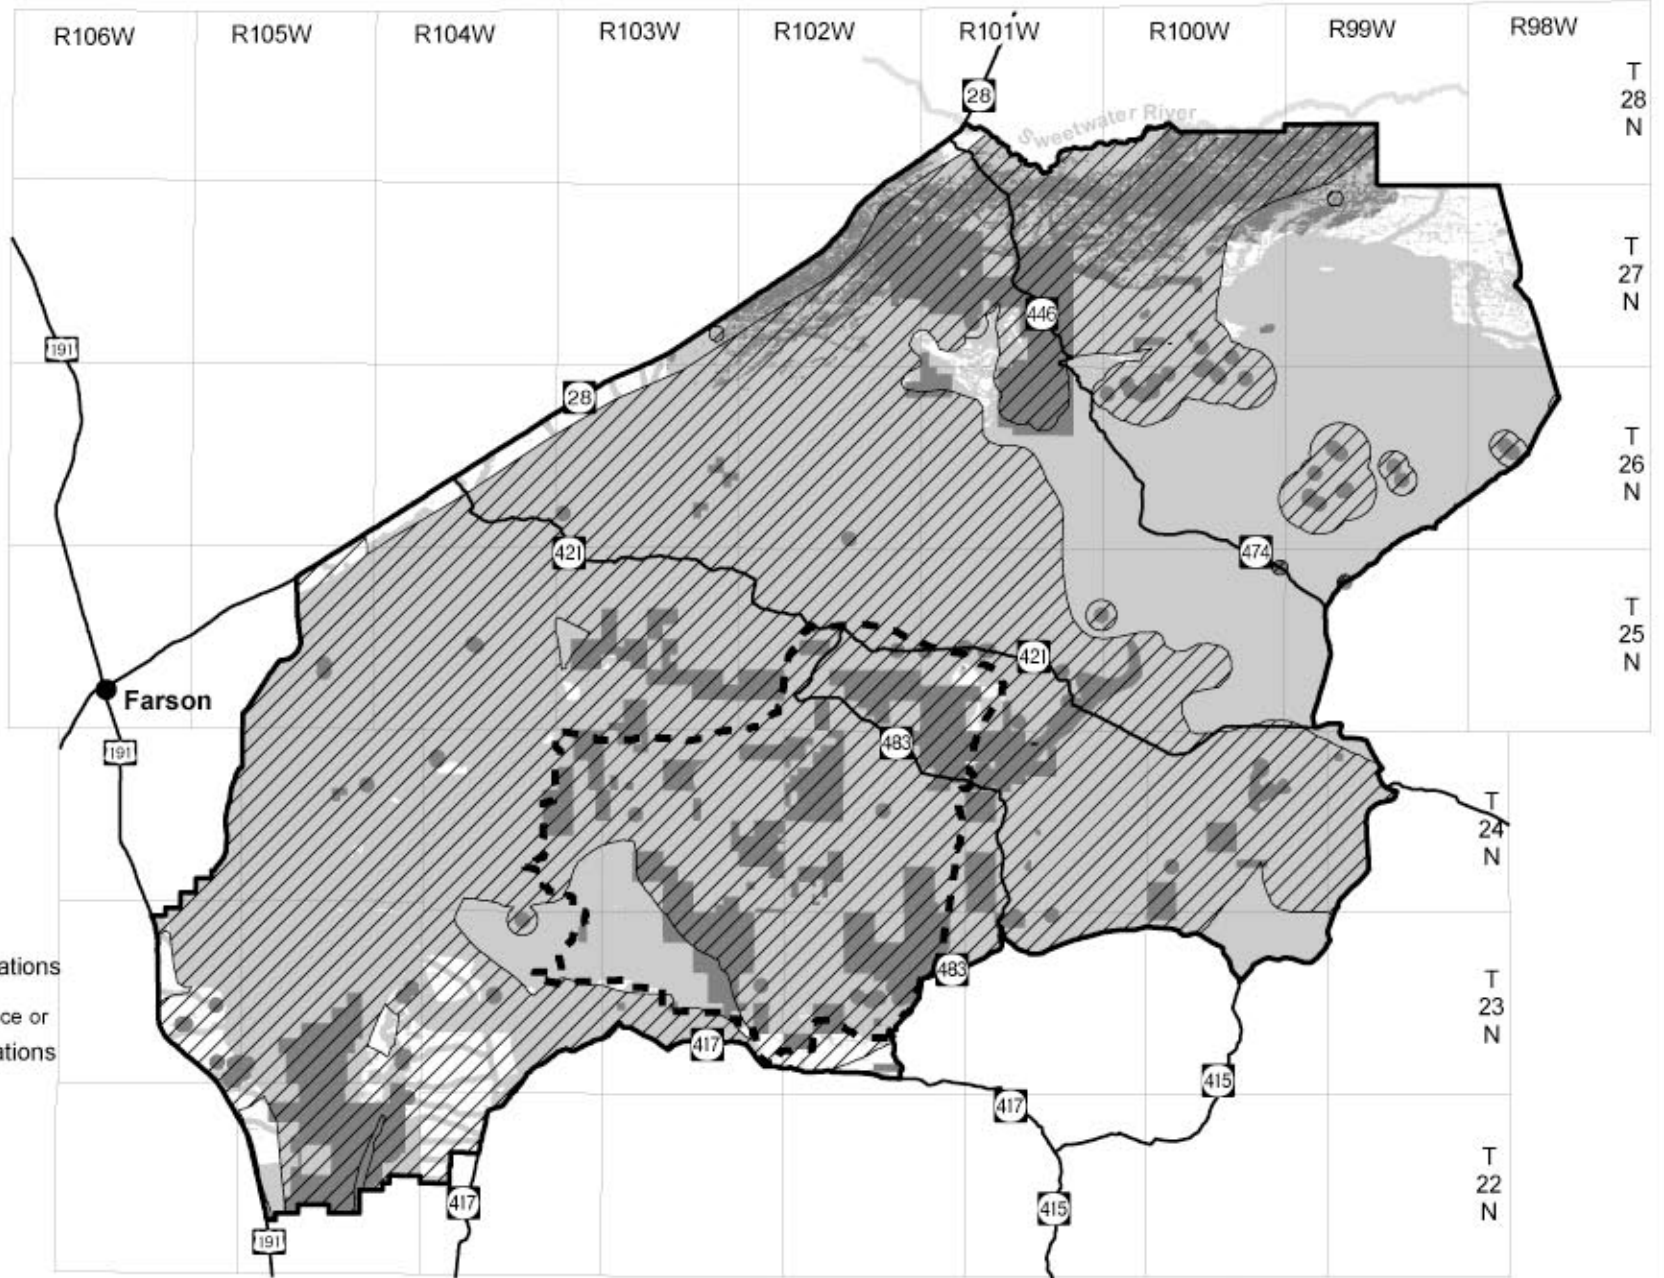 R106W R105W R104W R103W R102W R101W R100W R99W R98W
T
28
N
28
Sweetwater River
T
27
N
191
446
28
T
26
N
421
474
T
25
N
421
Farson
191
483
T
24
N
ations
483
T
23
N
ce or
ations
417
415
417
T
22
N
417
415
191